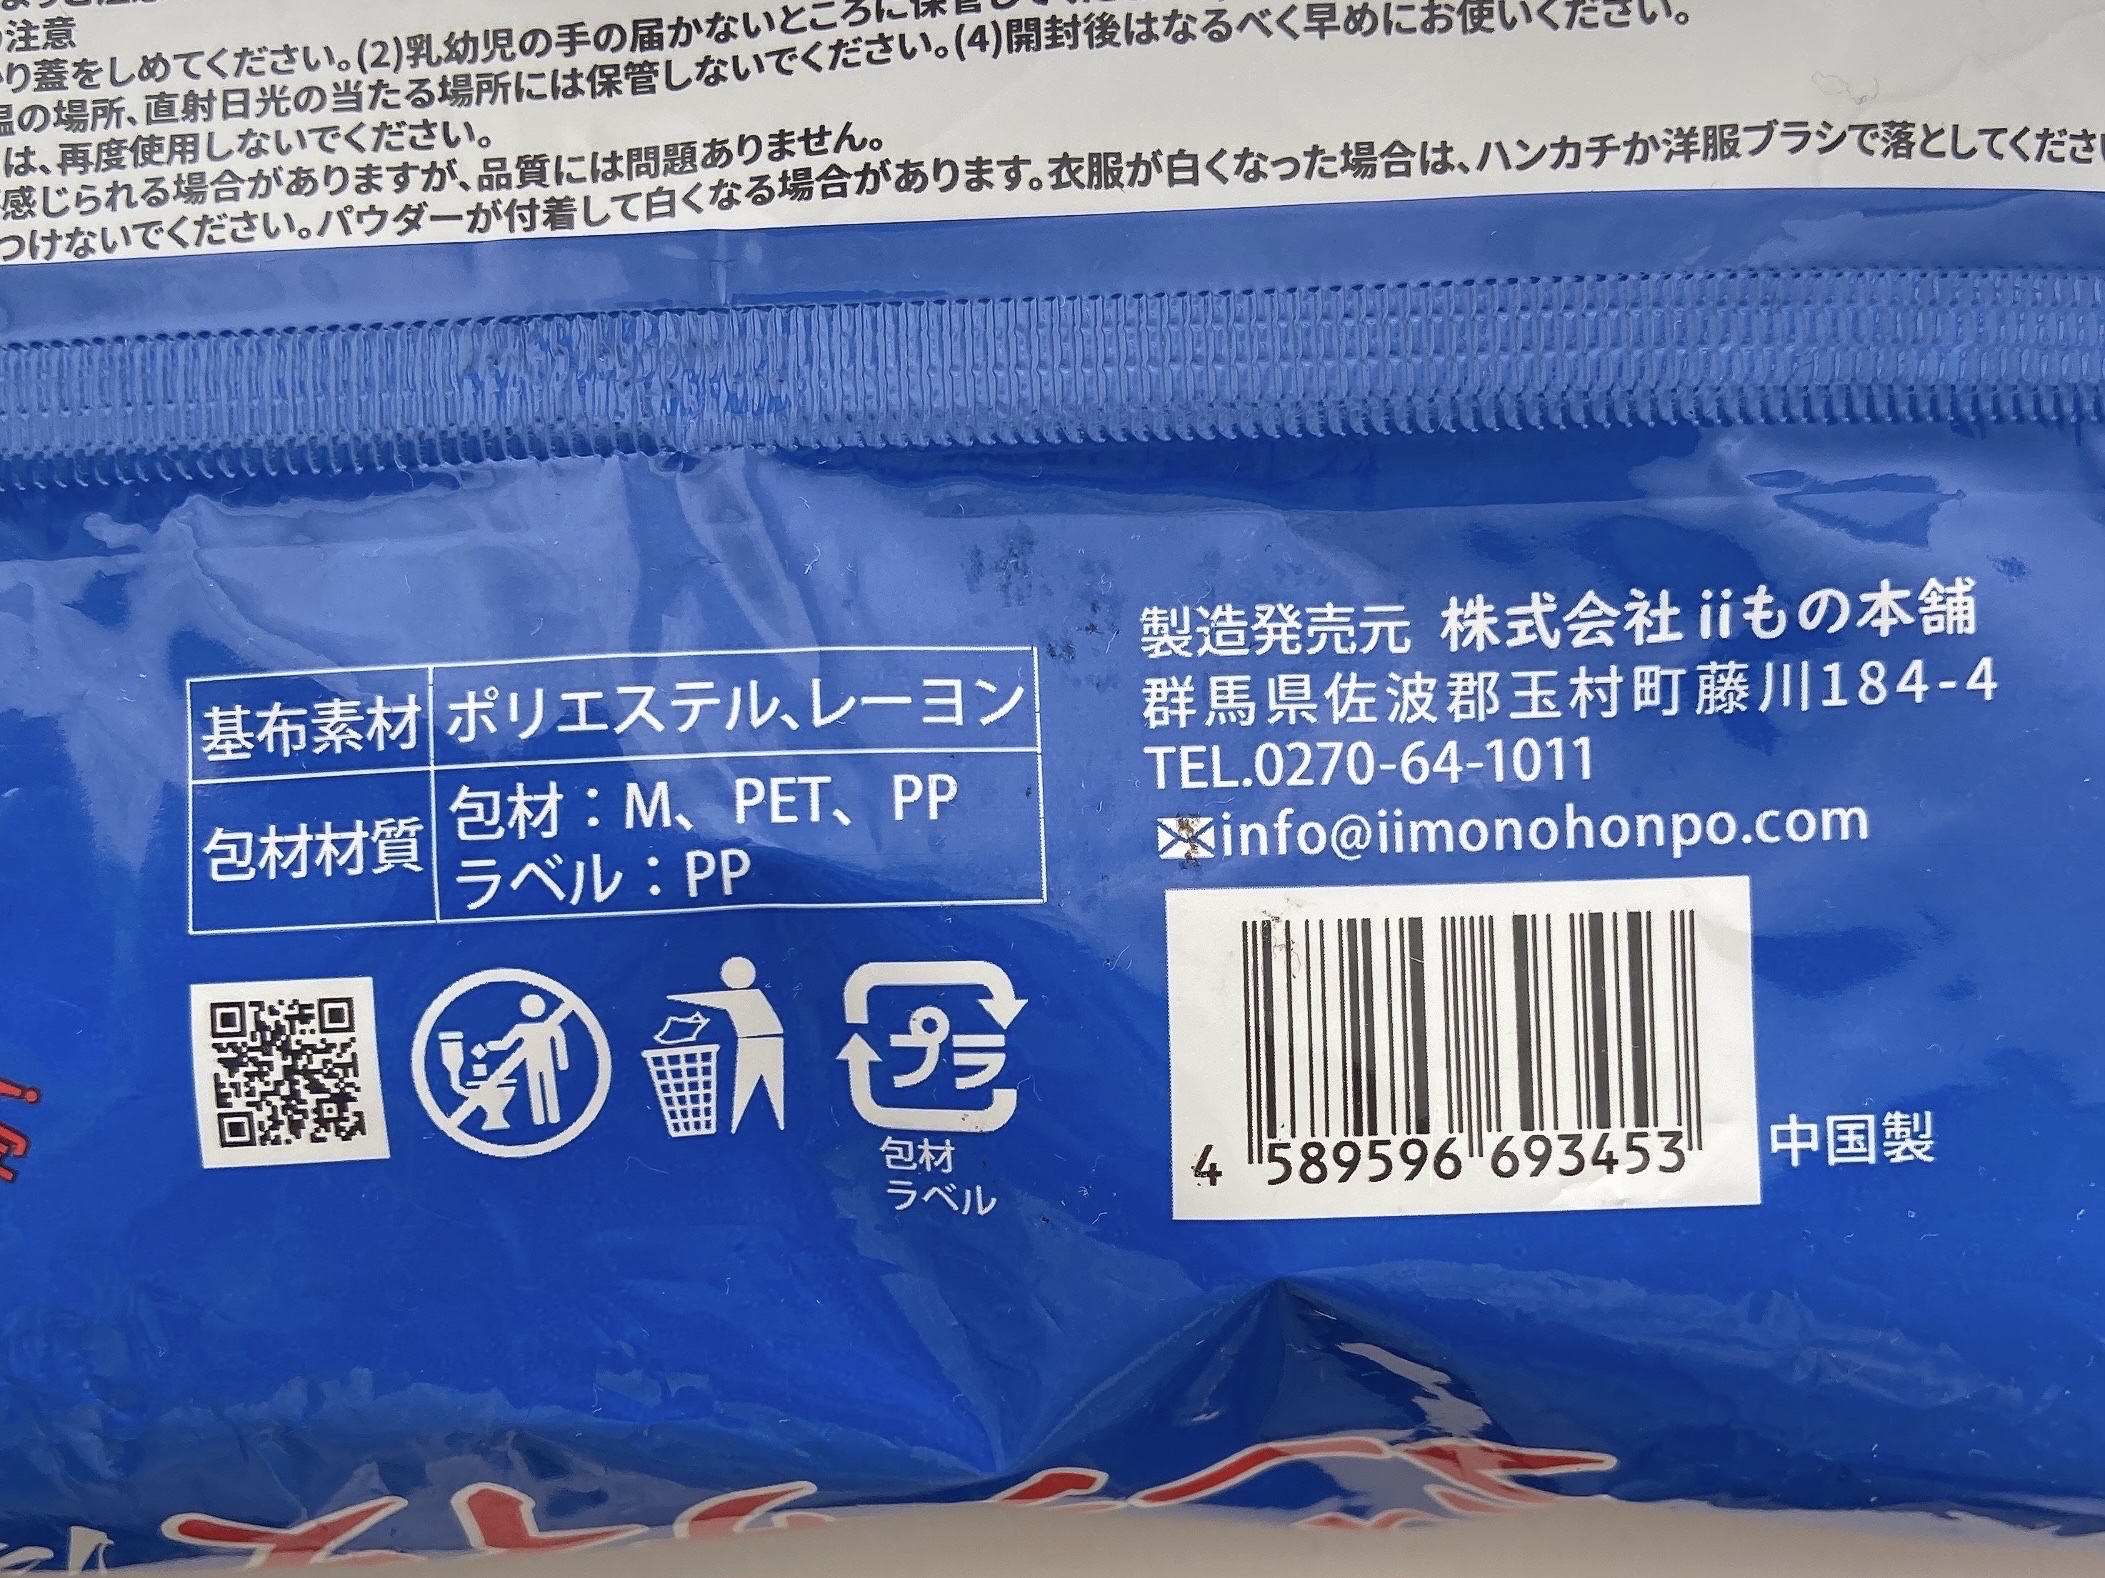 注意
り蓋をしめてください。(2)乳幼児の手の届かないところに保管して
温の場所、直射日光の当たる場所には保管しないでください。(4)開封後はなるべく早めにお使いください。
は、再度使用しないでください。
感じられる場合がありますが、品質には問題ありません。
つけないでください。パウダーが付着して白くなる場合があります。衣服が白くなった場合は、ハンカチか洋服ブラシで落としてくださ
基布素材 ポリエステル、レーヨン
包材材質 包材:M、PET、PP
ラベル:PP
プラ
包材
ラベル
製造発売元 株式会社iiもの本舗
群馬県佐波郡玉村町藤川184-4
TEL.0270-64-1011
info@iimonohonpo.com
4 589596 693453
中国製